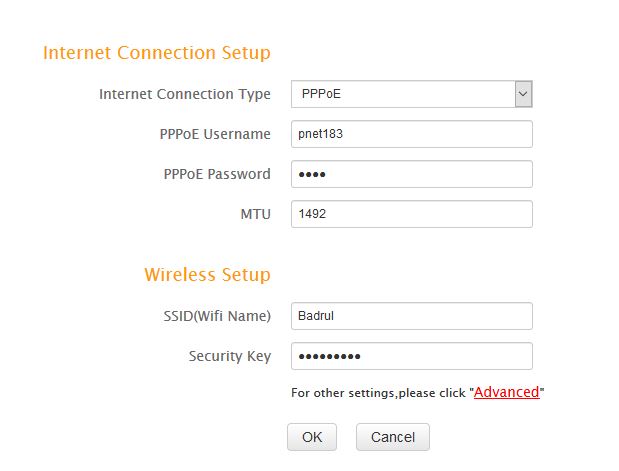 Internet Connection Setup
Internet Connection Type PPPoE
PPPoE Username pnet183
PPPoE Password ••••
MTU 1492
Wireless Setup
SSID(Wifi Name) Badrul
Security Key •••••••••
For other settings,please click "Advanced"
OK Cancel